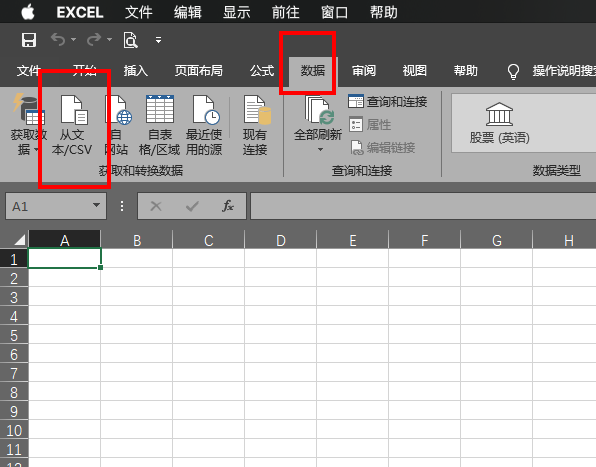 EXCEL 文件 编辑 显示 前往 窗口 帮助
文件 开始 插入 页面布局 公式 数据 审阅 视图 帮助 操作说明搜索
获取数据 从文本/CSV 自网站 自表格/区域 最近使用的源 现有连接 全部刷新 查询和连接 属性 编辑链接 股票 (英语)
获取和转换数据 查询和连接 数据类型
A1 fx
A B C D E F G H
1
2
3
4
5
6
7
8
9
10
11
12